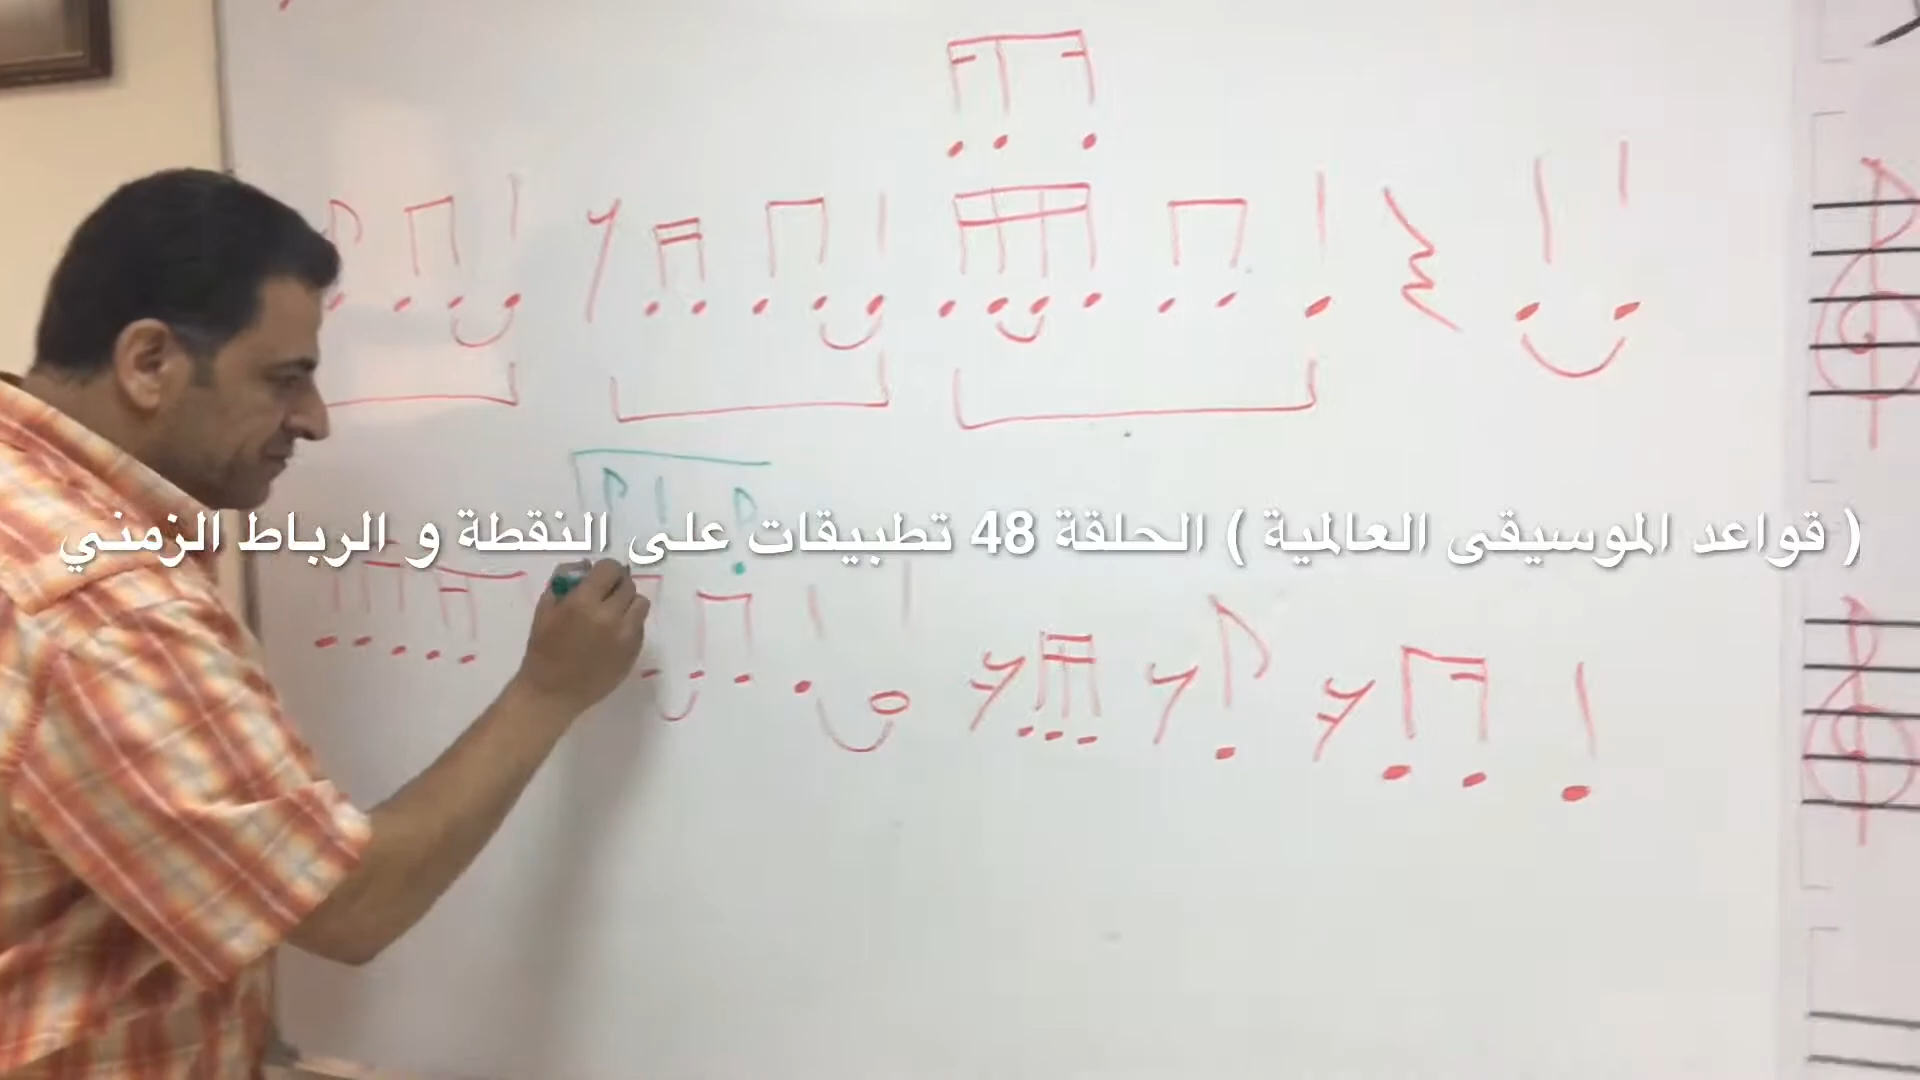 ( قواعد الموسيقى العالمية ) الحلقة 48 تطبيقات على النقطة و الرباط الزمني